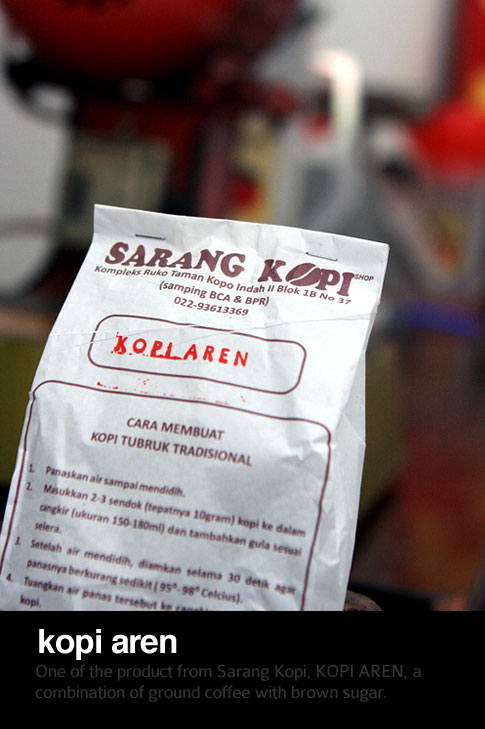 SARANG KOPI SHOP
Kompleks Ruko Taman Kopo Indah II Blok 1B No 37
(samping BCA & BPR)
022-93613369
KOPI AREN
CARA MEMBUAT
KOPI TUBRUK TRADISIONAL
1. Panaskan air sampai mendidih.
2. Masukkan 2-3 sendok (tepatnya 10gram) kopi ke dalam
cangkir (ukuran 150-180ml) dan tambahkan gula sesuai
selera.
3. Setelah air mendidih, diamkan selama 30 detik agar
panasnya berkurang sedikit ( 95°- 98° Celcius).
4. Tuangkan air panas tersebut ke
kopi.
kopi aren
One of the product from Sarang Kopi, KOPI AREN, a
combination of ground coffee with brown sugar.